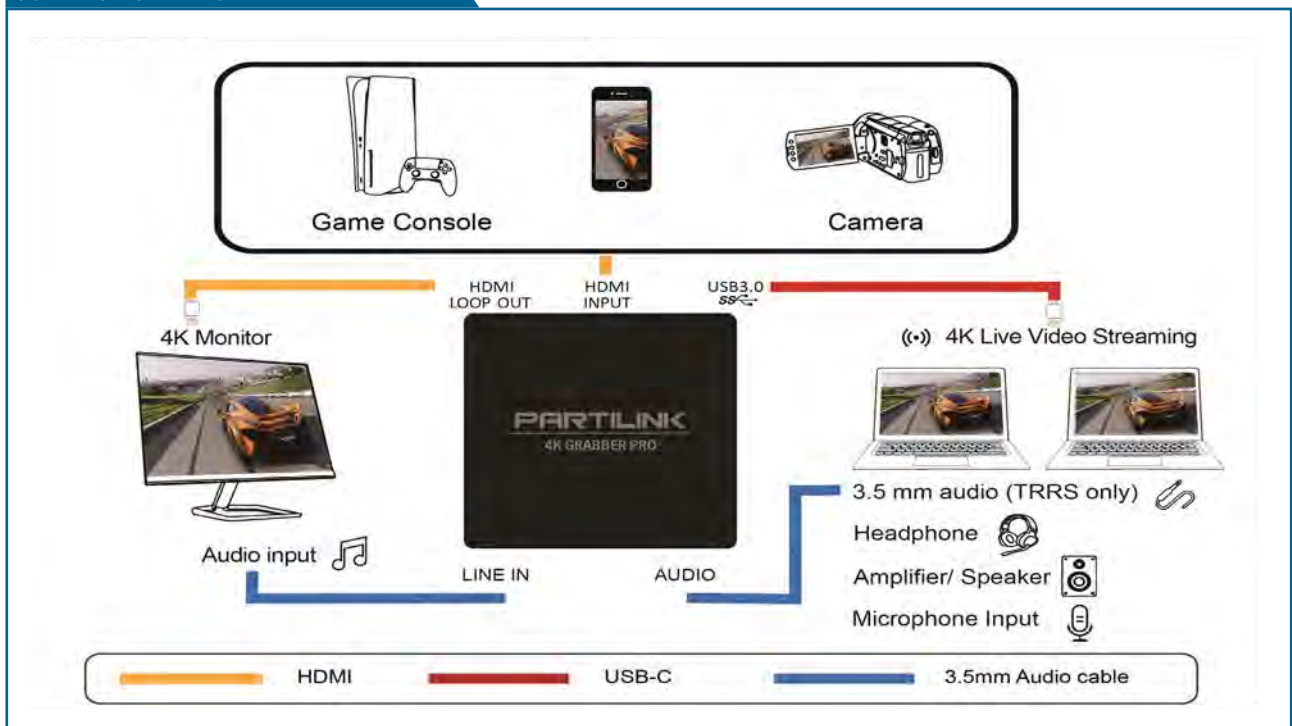 Game Console
Camera
HDMI
LOOP OUT
HDMI
INPUT
USB3.0
SS
4K Monitor
4K Live Video Streaming
PARTILINK
4K GRABBER PRO
3.5 mm audio (TRRS only)
Headphone
Audio input
LINE IN
AUDIO
Amplifier/ Speaker
Microphone Input
HDMI
USB-C
3.5mm Audio cable